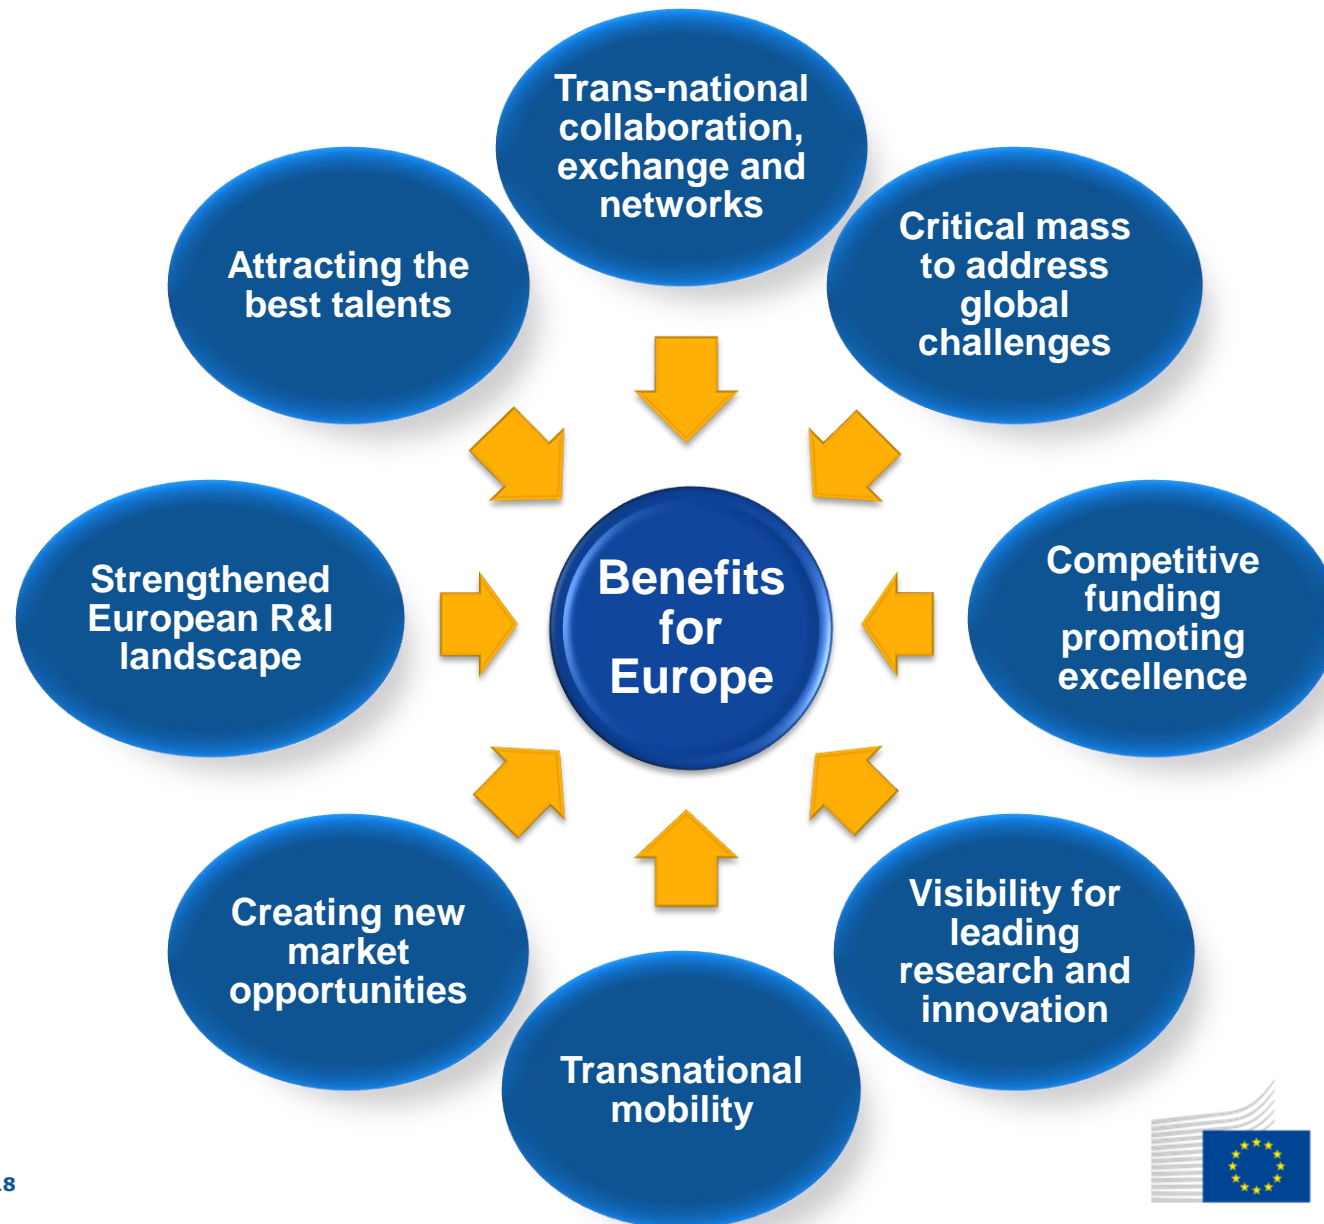 Trans-national
collaboration,
exchange and
networks
Critical mass
to address
global
challenges
Attracting the
best talents
Competitive
funding
promoting
excellence
Benefits
for
Europe
Strengthened
European R&I
landscape
Visibility for
leading
research and
innovation
Creating new
market
opportunities
Transnational
mobility